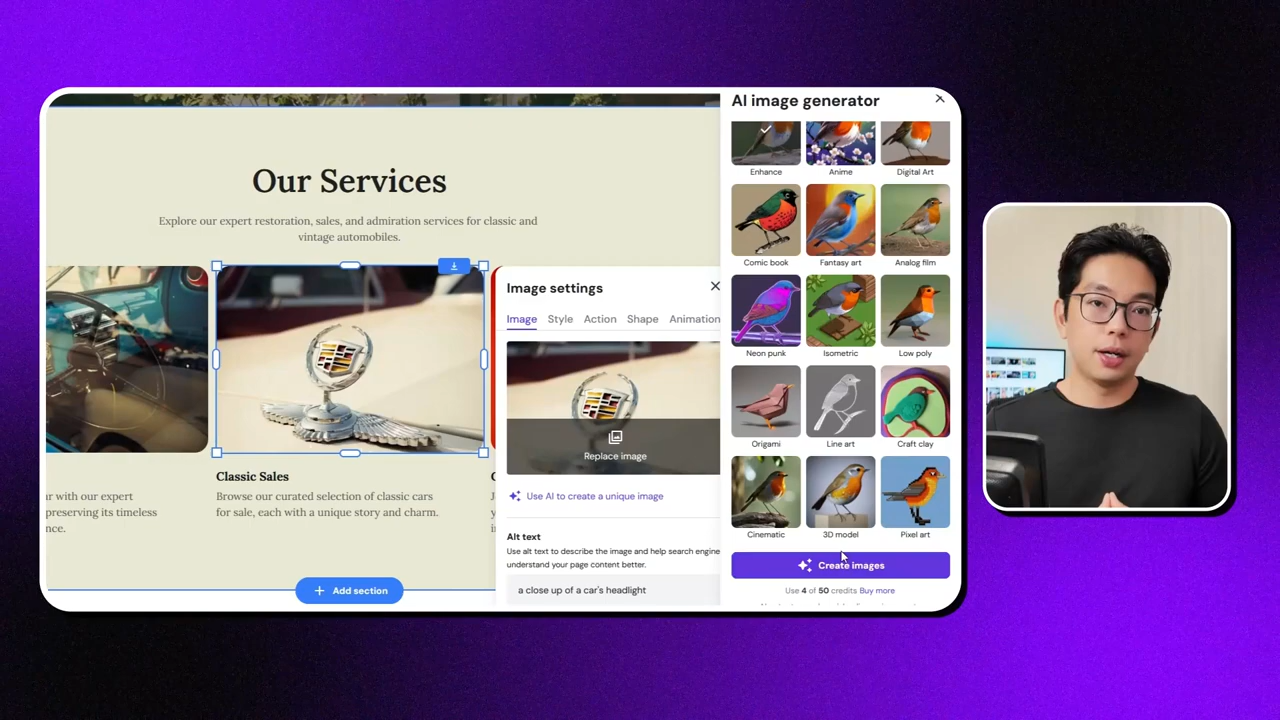 Our Services
Explore our expert restoration, sales, and admiration services for classic and
vintage automobiles.
ar with our expert
preserving its timeless
nce.
Classic Sales
Browse our curated selection of classic cars
for sale, each with a unique story and charm.
Add section
Image settings
Image Style Action Shape Animation
Replace image
Use AI to create a unique image
Alt text
Use alt text to describe the image and help search engine
understand your page content better.
a close up of a car's headlight
AI image generator
Enhance Anime Digital Art
Comic book Fantasy art Analog film
Neon punk Isometric Low poly
Origami Line art Craft clay
Cinematic 3D model Pixel art
Create images
Use 4 of 50 credits Buy more